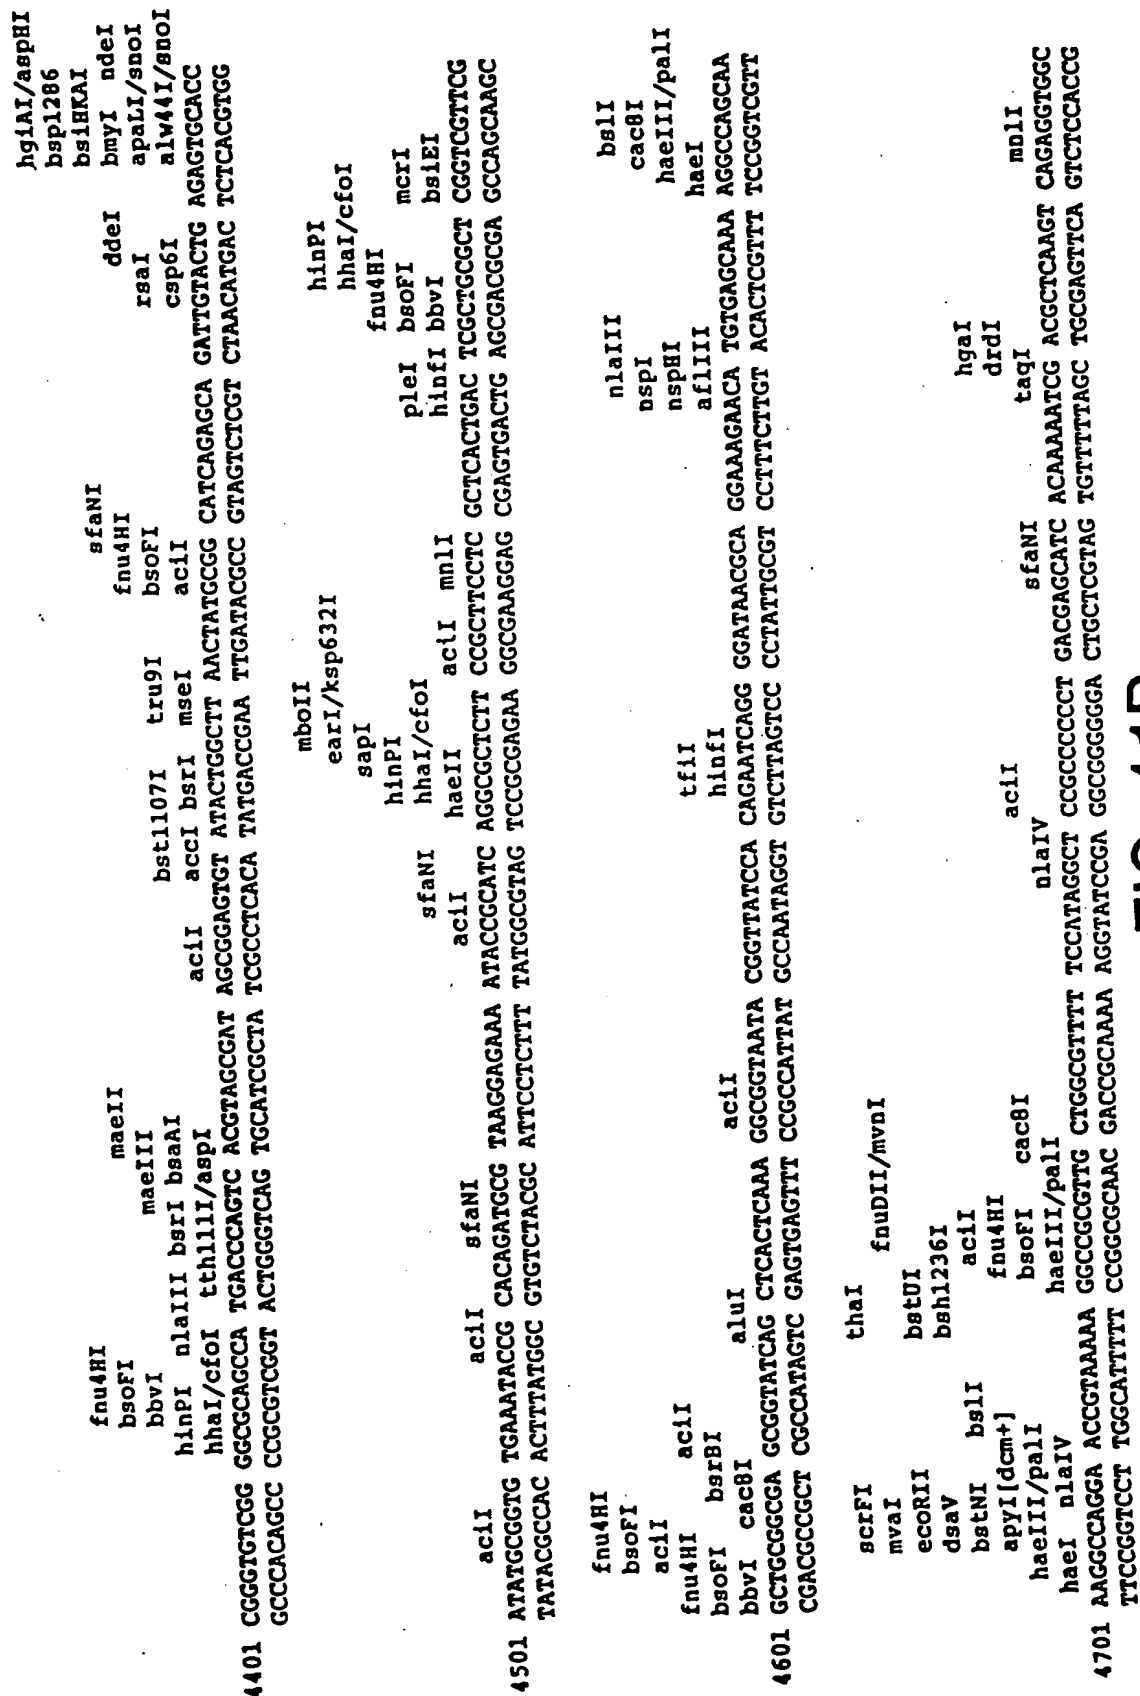 hgiAI/aspHI
bsp1286
bsiHKAI
bmyI ndeI
apaLI/snoI
alw44I/snoI
ddeI
rsaI
csp6I
sfaNI
fnu4HI
bsoFI
aciI
tru9I
mseI
bst1107I
accI bsrI
aciI
maeII
maeIII
bsrI bsaAI
tth111I/aspI
fnu4HI
bsoFI
bbvI
hinPI nlaIII
hhaI/cfoI
4401 CGGGTGTCGG GGCGCAGCCA TGACCCAGTC ACGTAGCGAT AGCGGAGTGT ATACTGGCTT AACTATGCGG CATCAGAGCA GATTGTACTG AGAGTGCACC
GCCCACAGCC CCGCGTCGGT ACTGGGTCAG TGCATCGCTA TCGCCTCACA TATGACCGAA TTGATACGCC GTAGTCTCGT CTAACATGAC TCTCACGTGG
hinPI
hhaI/cfoI
fnu4HI
pleI bsoFI mcrI
hinfI bbvI bsiEI
mboII
earI/ksp632I
sapI
hinPI
hhaI/cfoI
sfaNI
aciI haeII aciI mnlI
aciI aciI sfaNI
4501 ATATGCGGTG TGAAATACCG CACAGATGCG TAAGGAGAAA ATACCGCATC AGGCGCTCTT CCGCTTCCTC GCTCACTGAC TCGCTGCGCT CGGTCGTTCG
TATACGCCAC ACTTTATGGC GTGTCTACGC ATTCCTCTTT TATGGCGTAG TCCGCGAGAA GGCGAAGGAG CGAGTGACTG AGCGACGCGA GCCAGCAAGC
fnu4HI
bsoFI
aciI
fnu4HI aciI
bsoFI bsrBI
bbvI cac8I aluI aciI
tfiI
hinfI
nlaIII
nspI
nspHI
aflIII
bslI
cac8I
haeIII/palI
haeI
4601 GCTGCGGCGA GCGGTATCAG CTCACTCAAA GGCGGTAATA CGGTTATCCA CAGAATCAGG GGATAACGCA GGAAAGAACA TGTGAGCAAA AGGCCAGCAA
CGACGCCGCT CGCCATAGTC GAGTGAGTTT CCGCCATTAT GCCAATAGGT GTCTTAGTCC CCTATTGCGT CCTTTCTTGT ACACTCGTTT TCCGGTCGTT
scrFI
mvaI
ecoRII
dsaV
bstNI bslI
apyI[dcm+]
haeIII/palI
haeI nlaIV
thaI
fnuDII/mvnI
bstUI
bsh1236I
aciI
fnu4HI
bsoFI cac8I
haeIII/palI
aciI
nlaIV
sfaNI
hgaI
drdI
taqI
mnlI
4701 AAGGCCAGGA ACCGTAAAAA GGCCGCGTTG CTGGCGTTTT TCCATAGGCT CCGCCCCCCT GACGAGCATC ACAAAAATCG ACGCTCAAGT CAGAGGTGGC
TTCCGGTCCT TGGCATTTTT CCGGCGCAAC GACCGCAAAA AGGTATCCGA GGCGGGGGGA CTGCTCGTAG TGTTTTTAGC TGCGAGTTCA GTCTCCACCG